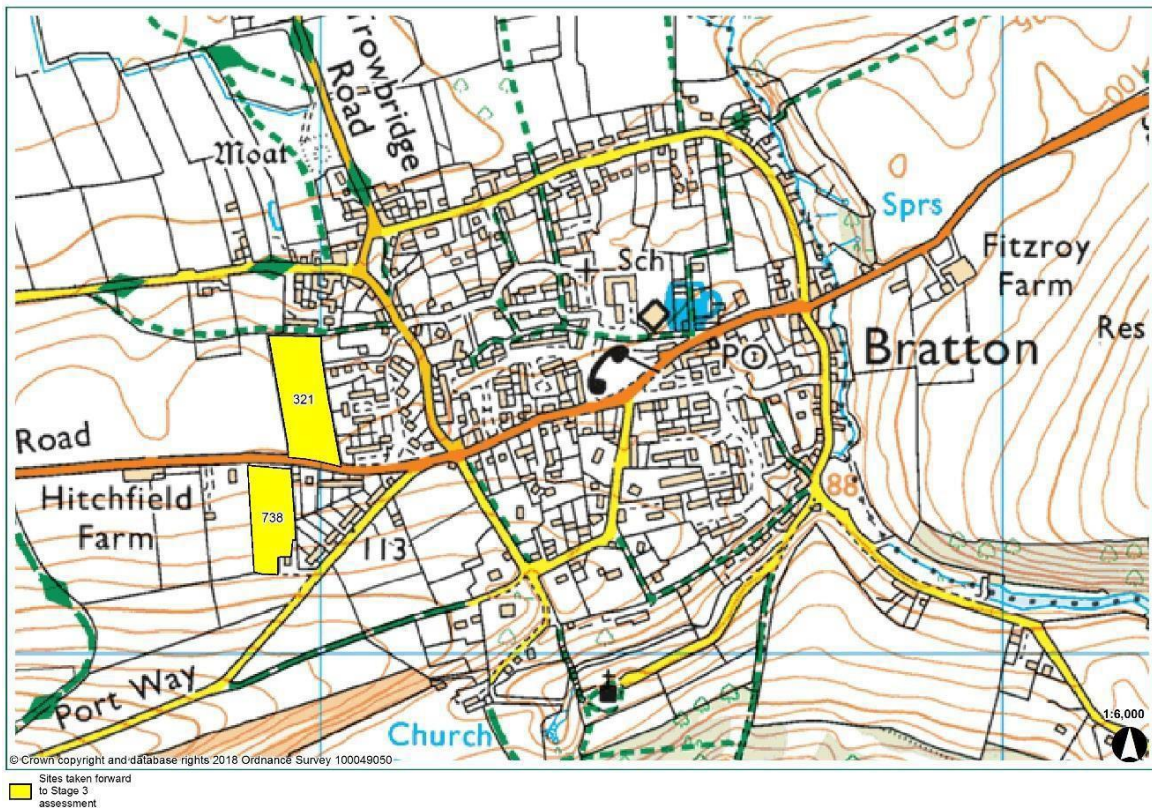 Trowbridge
Road
Moat
Sprs
Sch
Fitzroy
Farm
Res
P
Bratton
321
Road
Hitchfield
Farm
738
113
88
Port Way
Church
1:6,000
© Crown copyright and database rights 2018 Ordnance Survey 100049050
Sites taken forward
to Stage 3
assessment